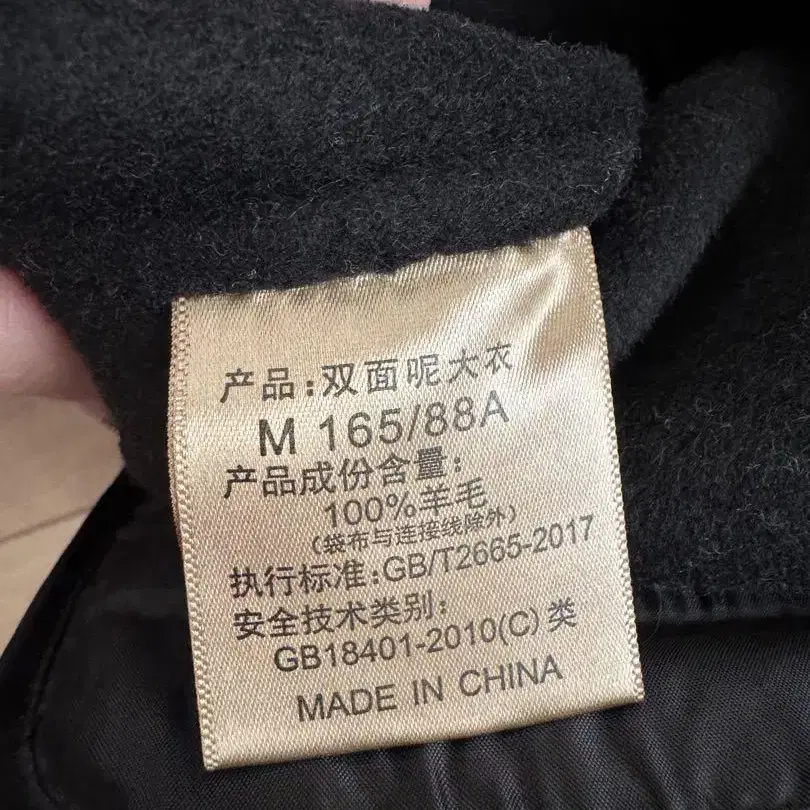 产品:双面呢大衣
M 165/88A
产品成份含量:
100%羊毛
(袋布与连接线除外)
执行标准:GB/T2665-2017
安全技术类别:
GB18401-2010(C)类
MADE IN CHINA